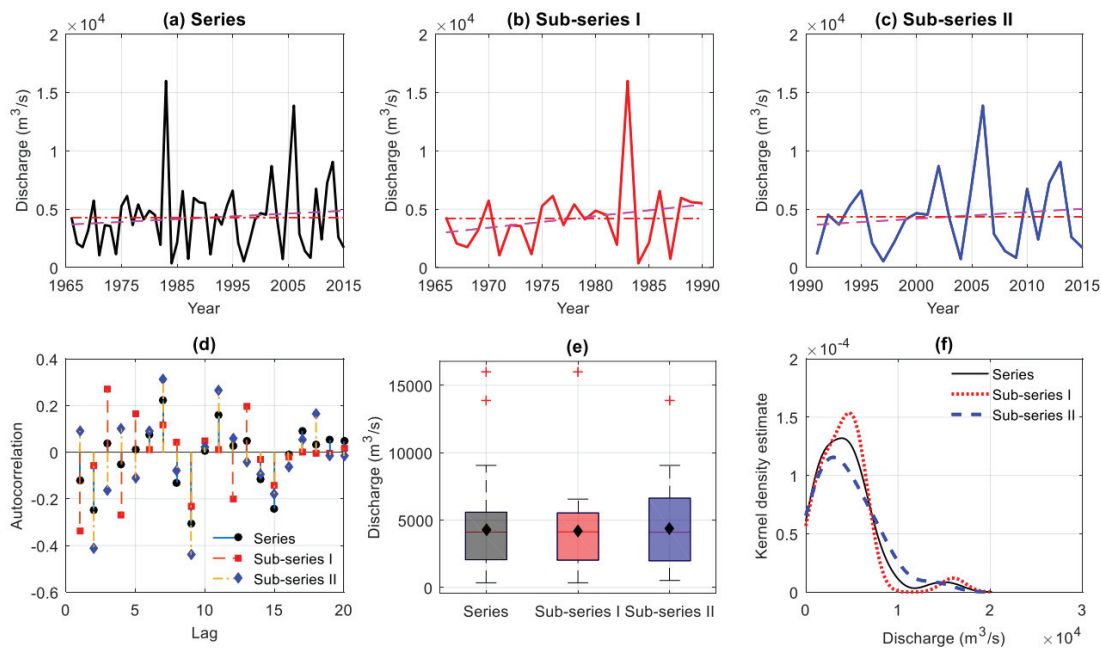 (a) Series
(b) Sub-series I
(c) Sub-series II
× 10⁴
2
1.5
1
0.5
0
Discharge (m³/s)
1965 1975 1985 1995 2005 2015
Year
× 10⁴
2
1.5
1
0.5
0
Discharge (m³/s)
1965 1970 1975 1980 1985 1990
Year
× 10⁴
2
1.5
1
0.5
0
Discharge (m³/s)
1990 1995 2000 2005 2010 2015
Year
(d)
0.4
0.2
0
-0.2
-0.4
-0.6
Autocorrelation
Series
Sub-series I
Sub-series II
0 5 10 15 20
Lag
(e)
15000
10000
5000
0
Discharge (m³/s)
Series Sub-series I Sub-series II
(f)
× 10⁻⁴
2
1.5
1
0.5
0
Kernel density estimate
Series
Sub-series I
Sub-series II
0 1 2 3
Discharge (m³/s) × 10⁴